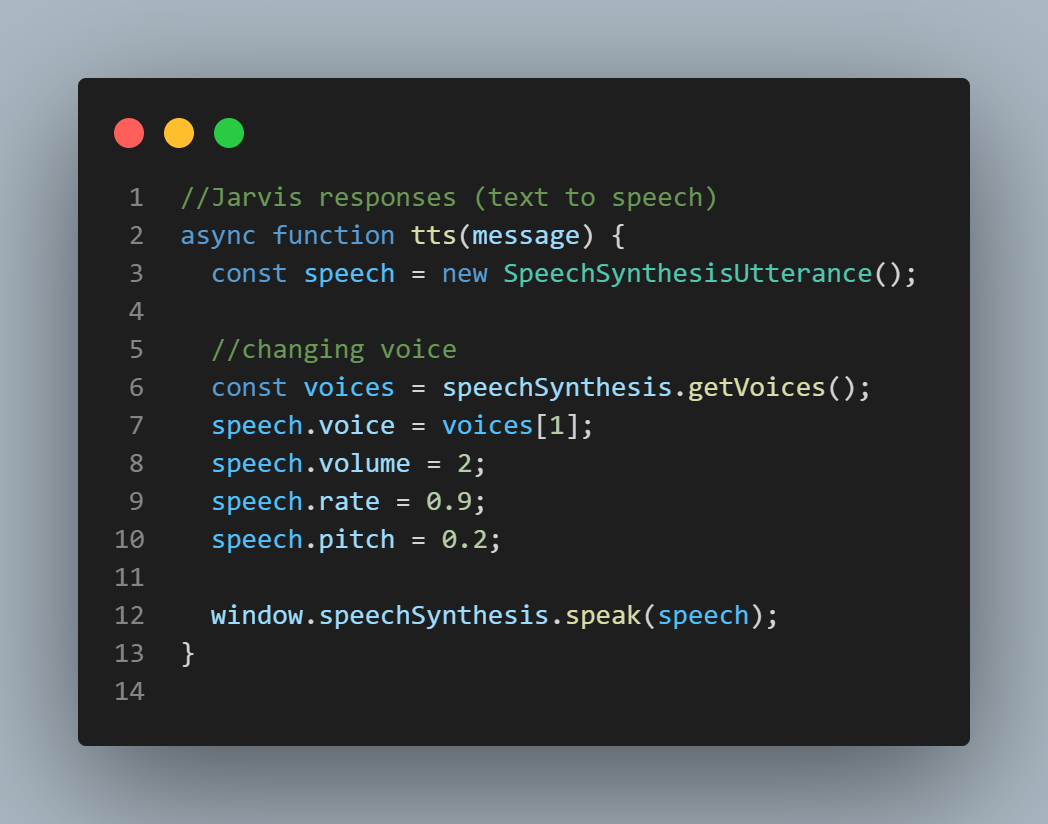 1 //Jarvis responses (text to speech)
2 async function tts(message) {
3   const speech = new SpeechSynthesisUtterance();
4
5   //changing voice
6   const voices = speechSynthesis.getVoices();
7   speech.voice = voices[1];
8   speech.volume = 2;
9   speech.rate = 0.9;
10   speech.pitch = 0.2;
11
12   window.speechSynthesis.speak(speech);
13 }
14